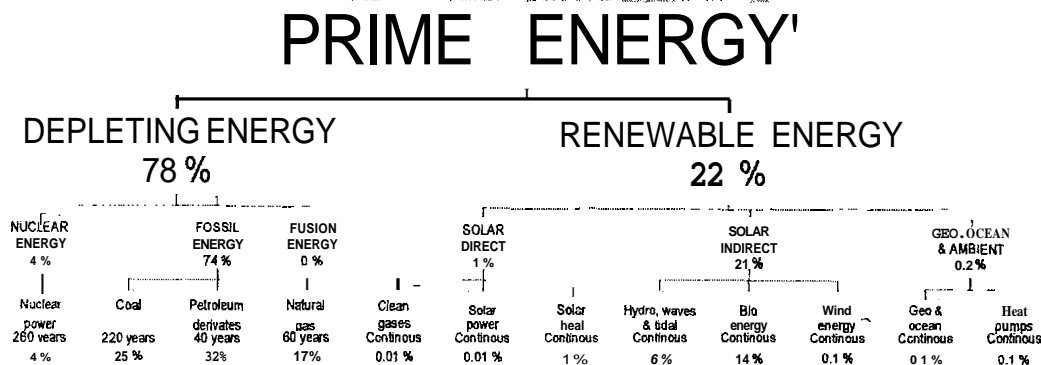 PRIME ENERGY'
DEPLETING ENERGY
78 %
RENEWABLE ENERGY
22 %
NUCLEAR
ENERGY
4 %
FOSSIL
ENERGY
74 %
FUSION
ENERGY
0 %
SOLAR
DIRECT
1 %
SOLAR
INDIRECT
21 %
GEO. OCEAN
& AMBIENT
0.2 %
Nuclear
power
260 years
4 %
Coal
220 years
25 %
Petroleum
derivates
40 years
32%
Natural
gas
60 years
17%
Clean
gases
Continous
0.01 %
Solar
power
Continous
0.01 %
Solar
heal
Continous
1 %
Hydro, waves
& tidal
Continous
6 %
Bio
energy
Continous
14 %
Wind
energy
Continous
0.1 %
Geo &
ocean
Continous
0 1 %
Heat
pumps
Continous
0.1 %